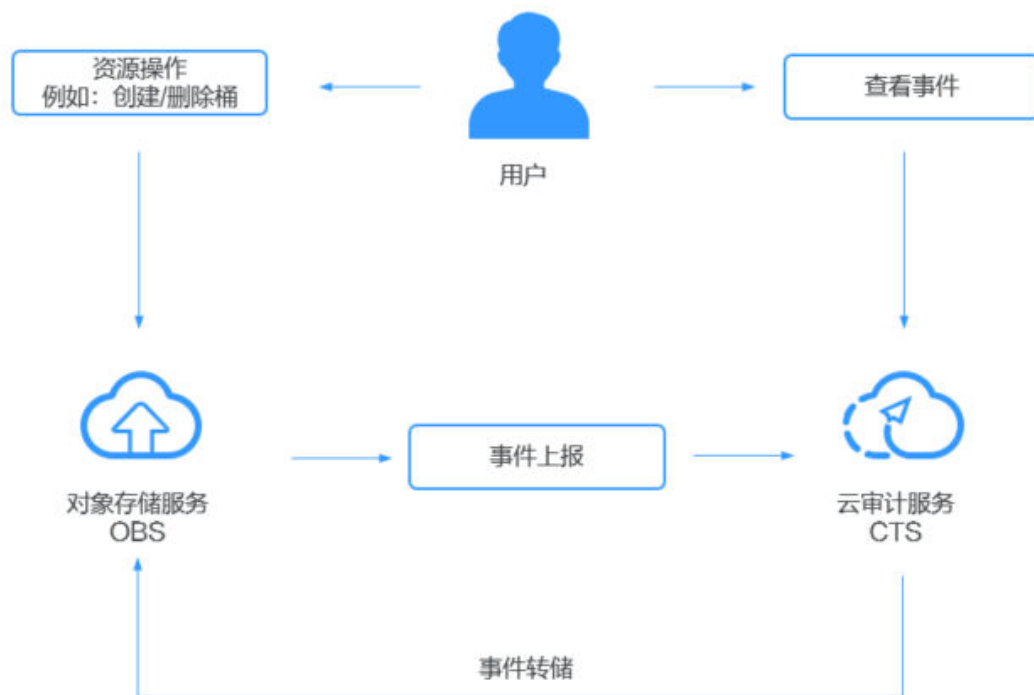 资源操作
例如：创建/删除桶
查看事件
用户
事件上报
对象存储服务
OBS
云审计服务
CTS
事件转储